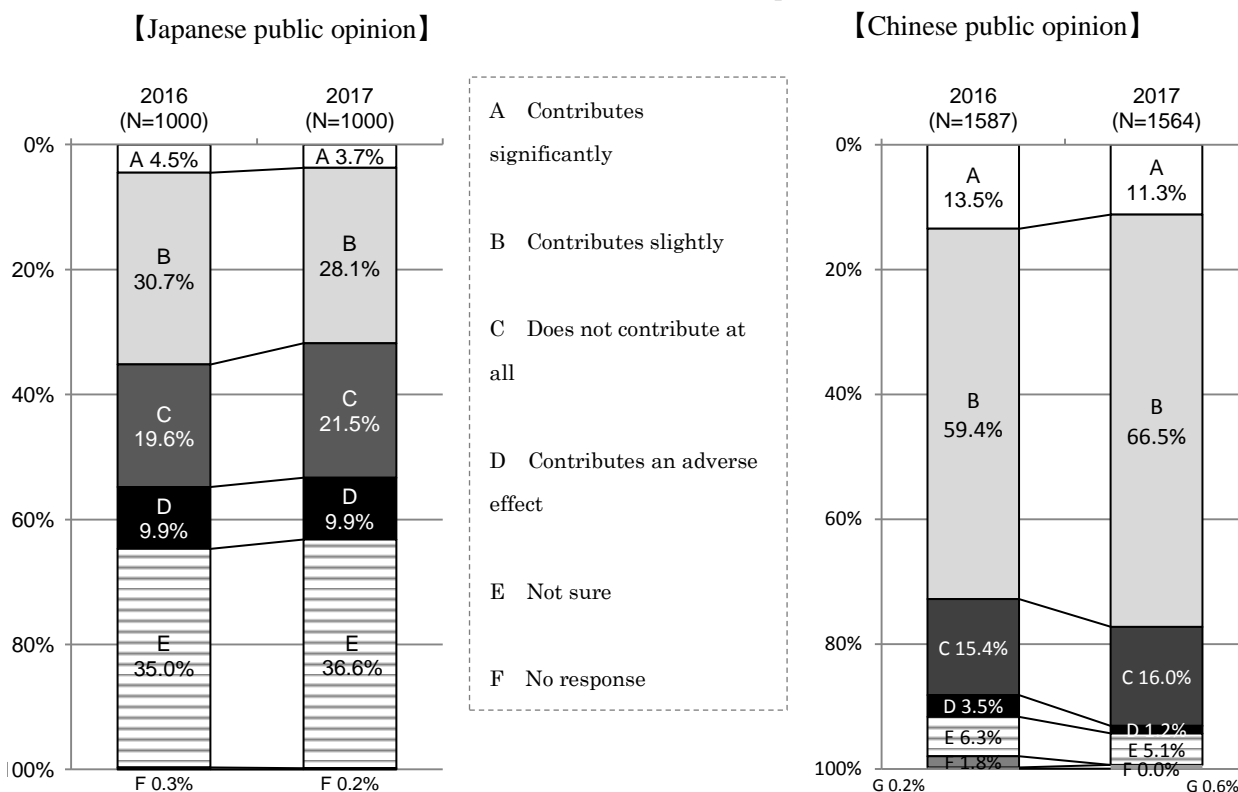 【Japanese public opinion】
2016
(N=1000)
2017
(N=1000)
0%
20%
40%
60%
80%
100%
A 4.5%
B
30.7%
C
19.6%
D
9.9%
E
35.0%
F 0.3%
A 3.7%
B
28.1%
C
21.5%
D
9.9%
E
36.6%
F 0.2%
A Contributes
significantly
B Contributes slightly
C Does not contribute at
all
D Contributes an adverse
effect
E Not sure
F No response
【Chinese public opinion】
2016
(N=1587)
2017
(N=1564)
0%
20%
40%
60%
80%
100%
A
13.5%
B
59.4%
C 15.4%
D 3.5%
E 6.3%
F 1.8%
G 0.2%
A
11.3%
B
66.5%
C 16.0%
D 1.2%
E 5.1%
F 0.0%
G 0.6%